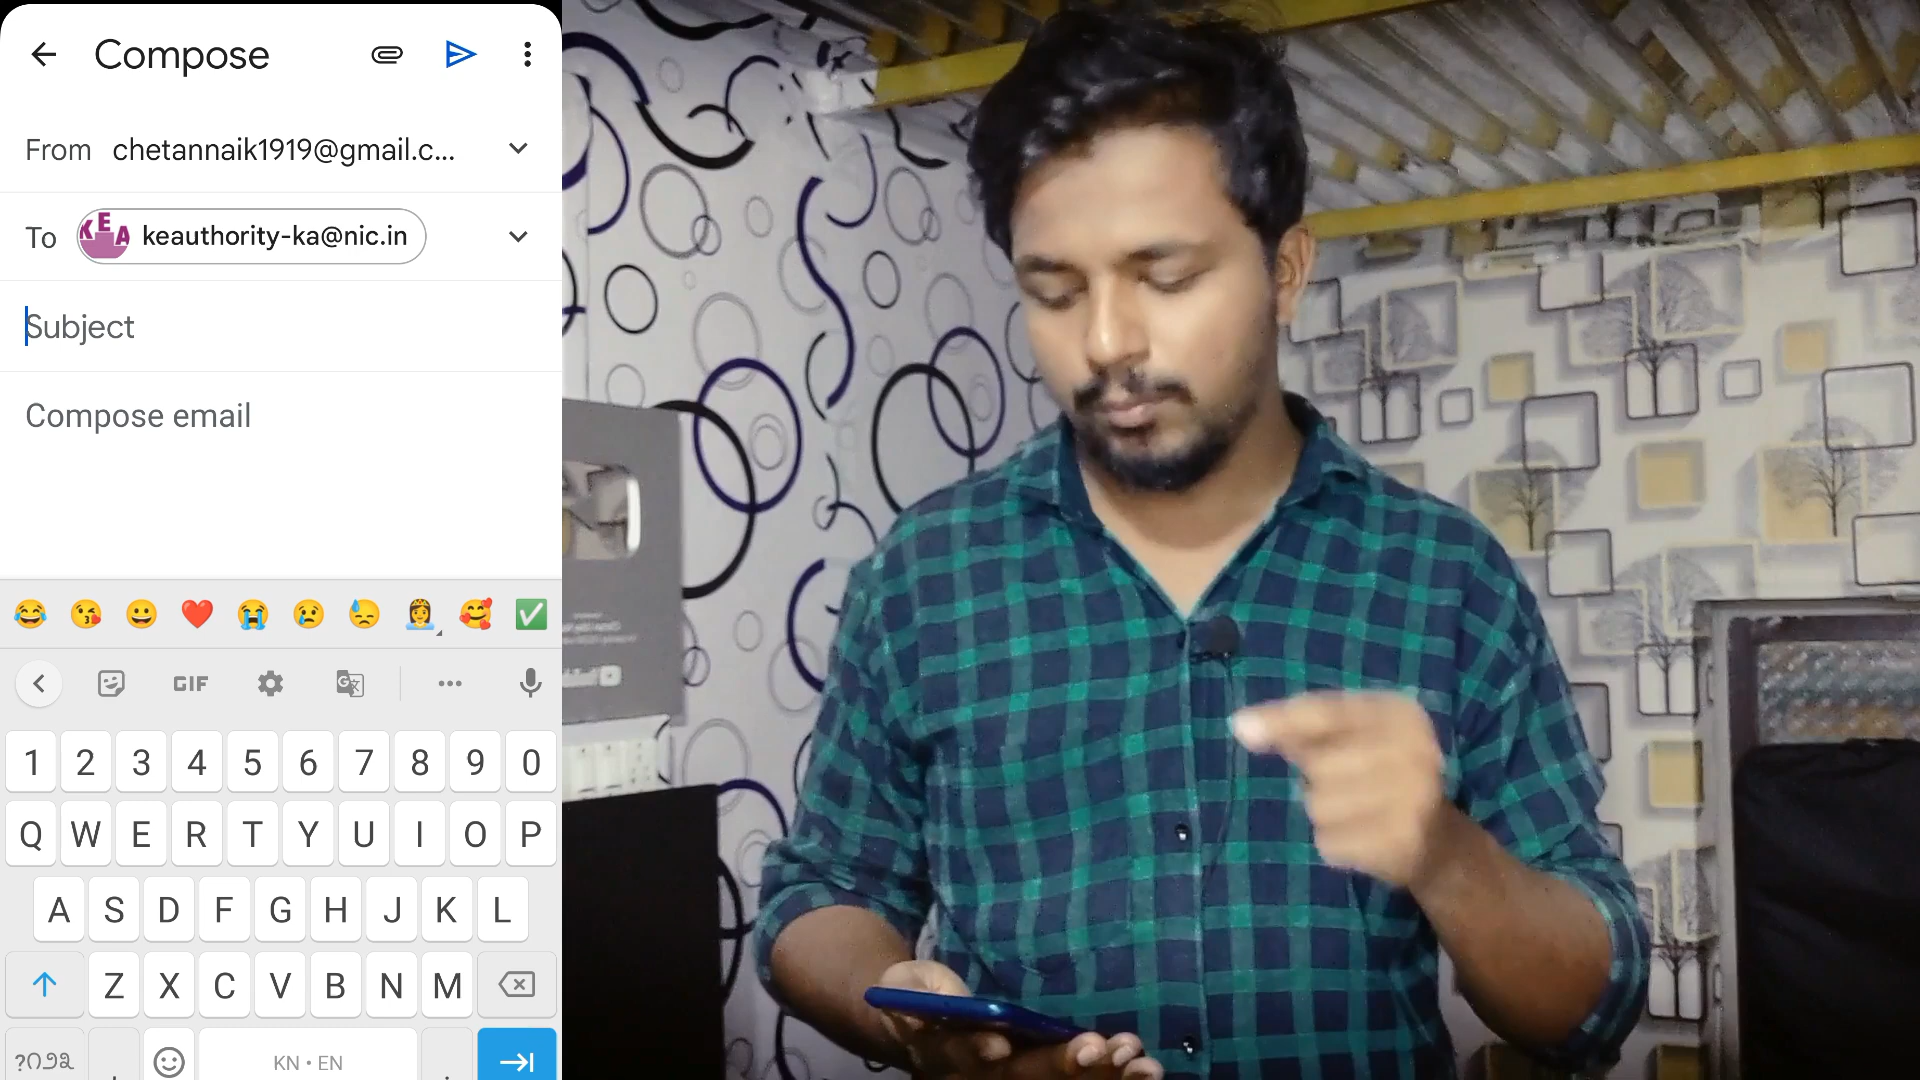 Compose
From chetannaik1919@gmail.c...
To KEA keauthority-ka@nic.in
Subject
Compose email
GIF
1 2 3 4 5 6 7 8 9 0
Q W E R T Y U I O P
A S D F G H J K L
Z X C V B N M
?೧೨೩ , KN • EN .